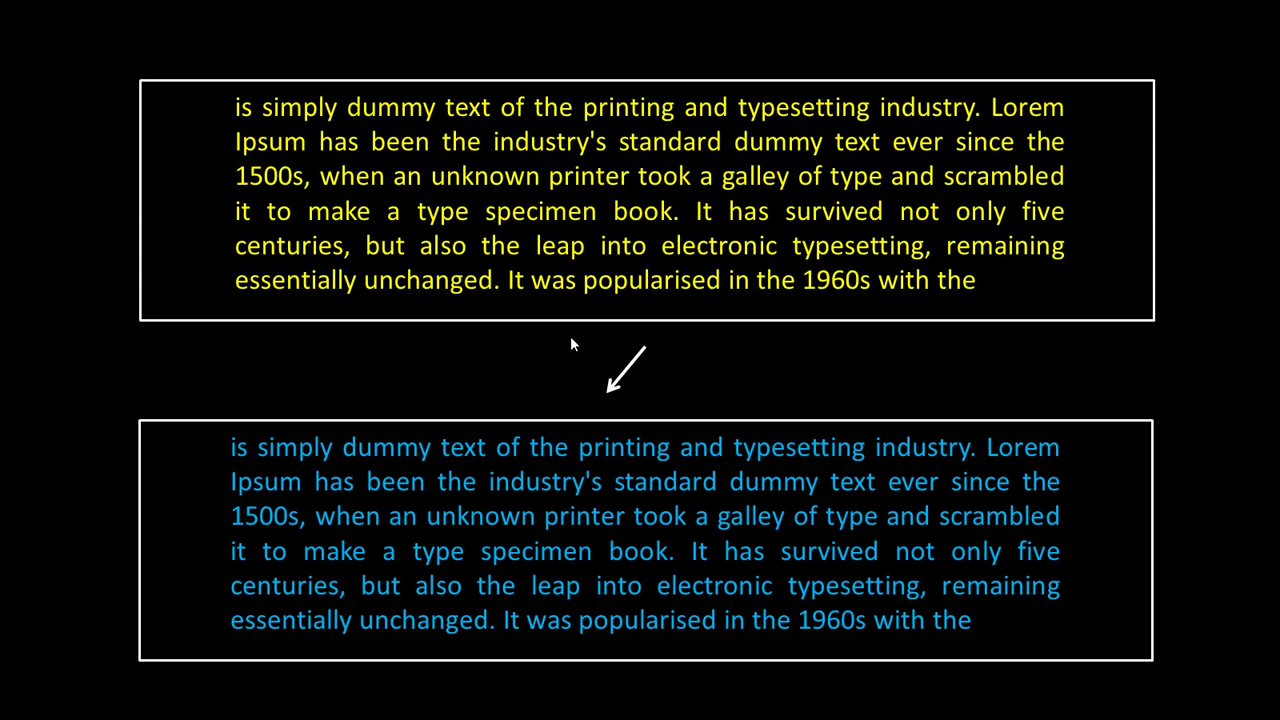 is simply dummy text of the printing and typesetting industry. Lorem
Ipsum has been the industry's standard dummy text ever since the
1500s, when an unknown printer took a galley of type and scrambled
it to make a type specimen book. It has survived not only five
centuries, but also the leap into electronic typesetting, remaining
essentially unchanged. It was popularised in the 1960s with the
is simply dummy text of the printing and typesetting industry. Lorem
Ipsum has been the industry's standard dummy text ever since the
1500s, when an unknown printer took a galley of type and scrambled
it to make a type specimen book. It has survived not only five
centuries, but also the leap into electronic typesetting, remaining
essentially unchanged. It was popularised in the 1960s with the